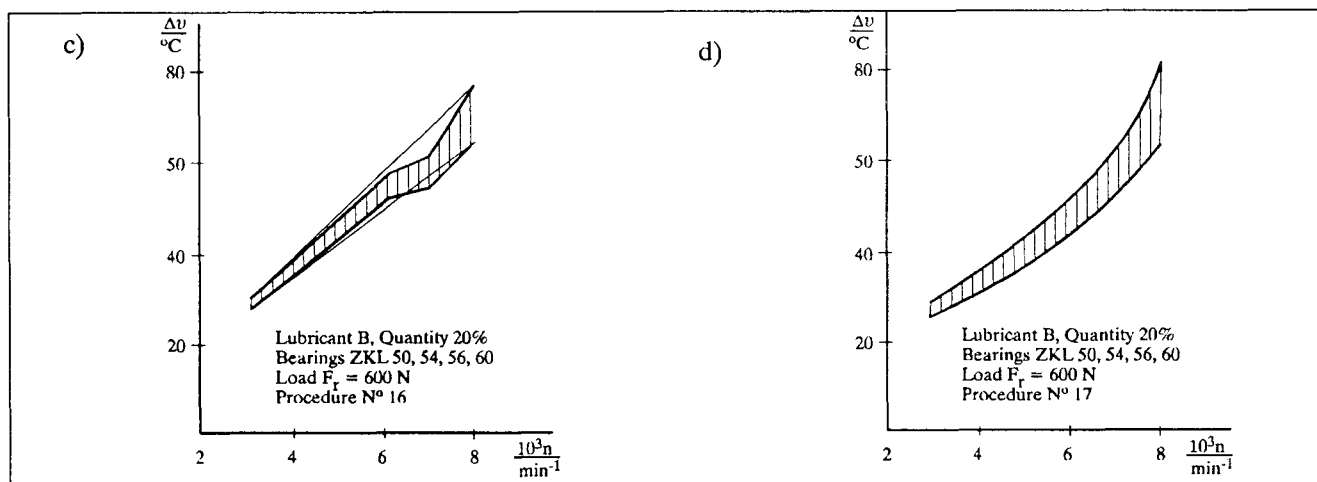 c)
Δυ
°C
80
50
40
20
Lubricant B, Quantity 20%
Bearings ZKL 50, 54, 56, 60
Load Fr = 600 N
Procedure Nº 16
2 4 6 8 10³n
min⁻¹
d)
Δυ
°C
80
50
40
20
Lubricant B, Quantity 20%
Bearings ZKL 50, 54, 56, 60
Load Fr = 600 N
Procedure Nº 17
2 4 6 8 10³n
min⁻¹